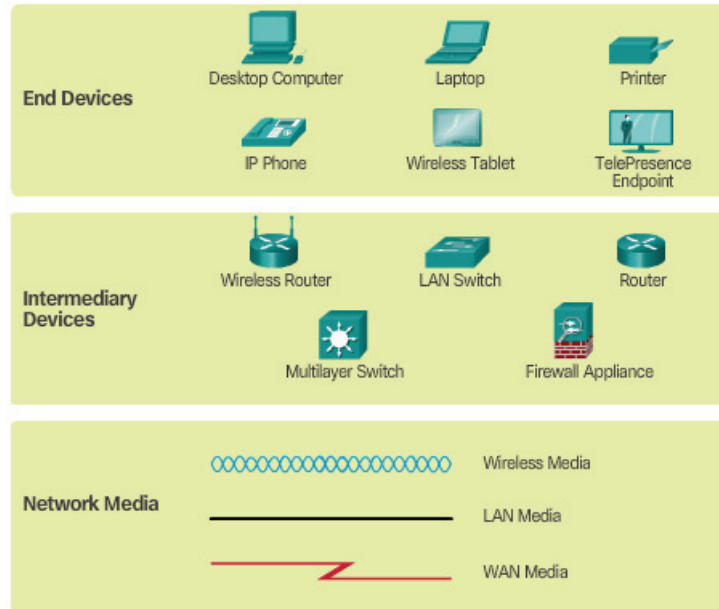 End Devices
Desktop Computer
Laptop
Printer
IP Phone
Wireless Tablet
TelePresence
Endpoint
Intermediary
Devices
Wireless Router
LAN Switch
Router
Multilayer Switch
Firewall Appliance
Network Media
Wireless Media
LAN Media
WAN Media